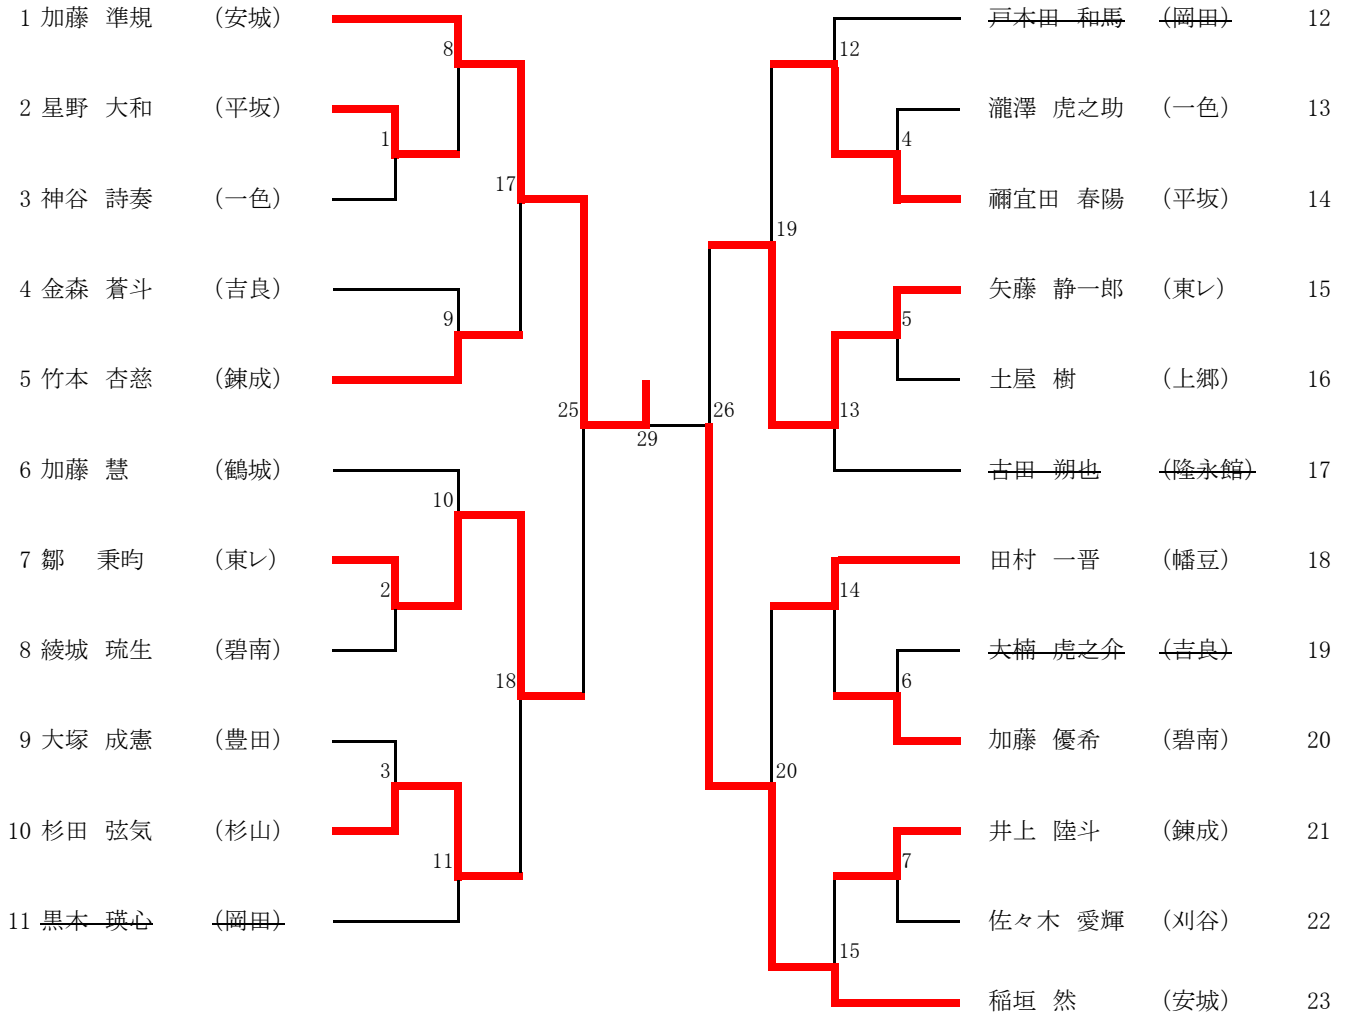 1 加藤 準規 (安城)
2 星野 大和 (平坂)
3 神谷 詩奏 (一色)
4 金森 蒼斗 (吉良)
5 竹本 杏慈 (錬成)
6 加藤 慧 (鶴城)
7 鄒 秉昀 (東レ)
8 綾城 琉生 (碧南)
9 大塚 成憲 (豊田)
10 杉田 弦気 (杉山)
11 黒木 瑛心 (岡田)
8
1
17
9
25
10
2
18
3
11
29
26
12
4
19
5
13
14
6
20
7
15
戸本田 和馬 (岡田) 12
瀧澤 虎之助 (一色) 13
禰宜田 春陽 (平坂) 14
矢藤 静一郎 (東レ) 15
土屋 樹 (上郷) 16
古田 朔也 (隆永館) 17
田村 一晋 (幡豆) 18
大楠 虎之介 (吉良) 19
加藤 優希 (碧南) 20
井上 陸斗 (錬成) 21
佐々木 愛輝 (刈谷) 22
稲垣 然 (安城) 23